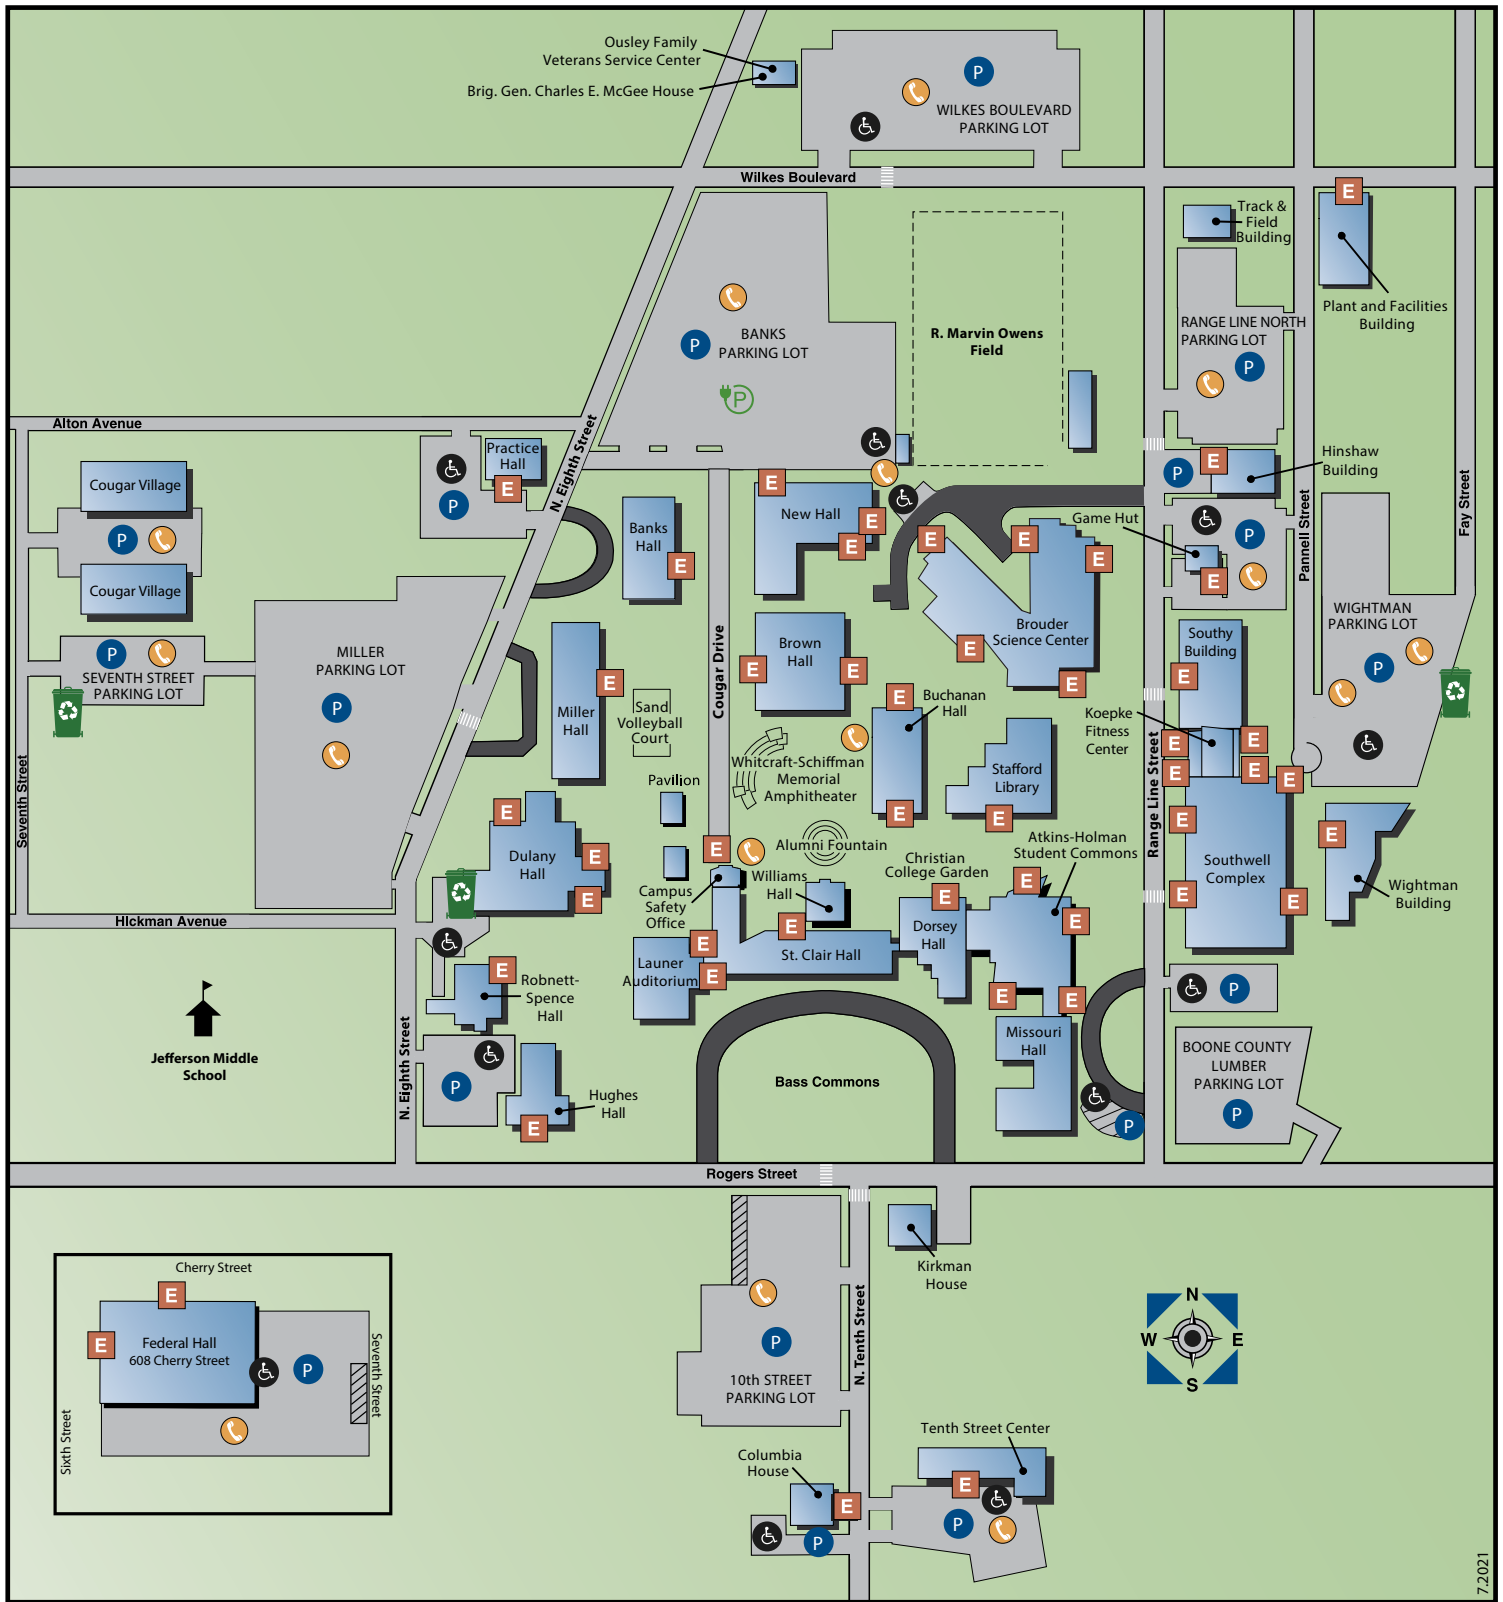 Ousley Family
Veterans Service Center
Brig. Gen. Charles E. McGee House
P
WILKES BOULEVARD
PARKING LOT
Wilkes Boulevard
E
Track &
Field
Building
Plant and Facilities
Building
BANKS
PARKING LOT
P
P
R. Marvin Owens
Field
RANGE LINE NORTH
PARKING LOT
P
Alton Avenue
N. Eighth Street
Practice
Hall
E
P
Cougar Village
P
Cougar Village
P
SEVENTH STREET
PARKING LOT
MILLER
PARKING LOT
P
Seventh Street
Banks
Hall
E
New Hall
E
E
E
Cougar Drive
Brown
Hall
E
E
E
E
E
Brouder
Science Center
E
E
Game Hut
E
P
P
E
Hinshaw
Building
Pannell Street
Fay Street
WIGHTMAN
PARKING LOT
P
Southy
Building
E
Koepke
Fitness
Center
E
E
E
E
E
Range Line Street
Miller
Hall
E
Sand
Volleyball
Court
Pavilion
Whitcraft-Schiffman
Memorial
Amphitheater
Buchanan
Hall
E
E
Stafford
Library
E
Dulany
Hall
E
E
E
Alumni Fountain
E
Campus
Safety
Office
Williams
Hall
Christian
College Garden
E
Atkins-Holman
Student Commons
E
E
E
E
Southwell
Complex
E
E
E
E
Wightman
Building
HIckman Avenue
Launer
Auditorium
E
E
E
St. Clair Hall
Dorsey
Hall
Robnett-
Spence
Hall
E
P
Jefferson Middle
School
N. Eighth Street
P
Hughes
Hall
E
Bass Commons
Missouri
Hall
P
BOONE COUNTY
LUMBER
PARKING LOT
P
Rogers Street
Kirkman
House
Cherry Street
E
E
Federal Hall
608 Cherry Street
P
Seventh Street
Sixth Street
P
10th STREET
PARKING LOT
N. Tenth Street
N
W
E
S
Columbia
House
E
P
Tenth Street Center
E
P
7.2021